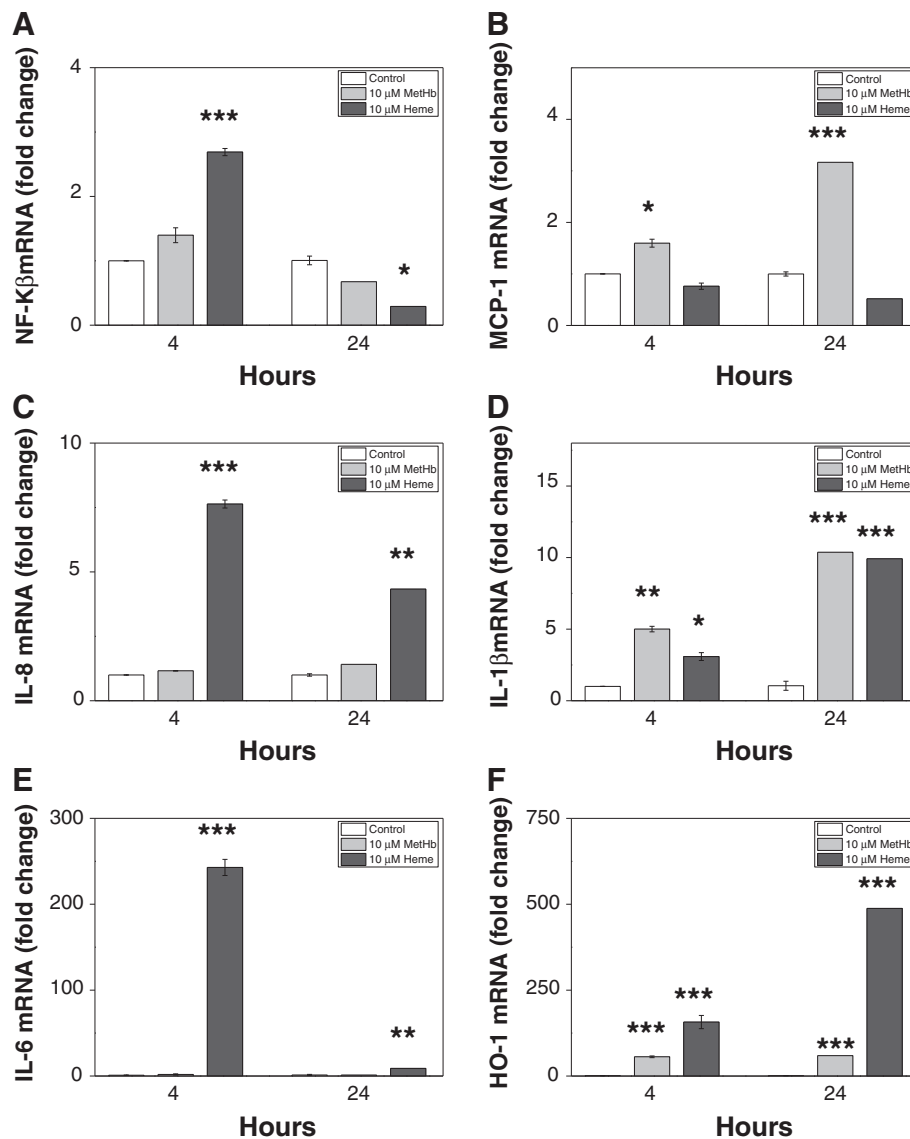 A
NF-KβmRNA (fold change)
4
2
0
***
*
Control
10 μM MetHb
10 μM Heme
4
24
Hours
B
MCP-1 mRNA (fold change)
4
2
0
*
***
Control
10 μM MetHb
10 μM Heme
4
24
Hours
C
IL-8 mRNA (fold change)
10
5
0
***
**
Control
10 μM MetHb
10 μM Heme
4
24
Hours
D
IL-1βmRNA (fold change)
15
10
5
0
**
*
***
***
Control
10 μM MetHb
10 μM Heme
4
24
Hours
E
IL-6 mRNA (fold change)
300
200
100
0
***
**
Control
10 μM MetHb
10 μM Heme
4
24
Hours
F
HO-1 mRNA (fold change)
750
500
250
0
***
***
***
***
Control
10 μM MetHb
10 μM Heme
4
24
Hours